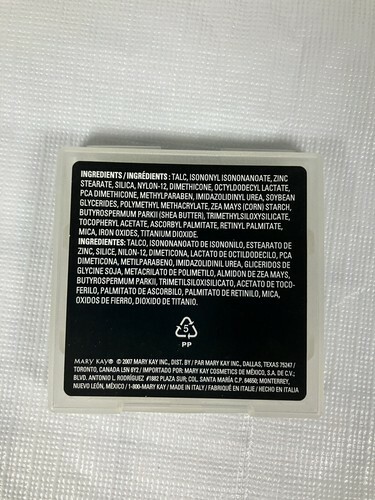 INGREDIENTS / INGRÉDIENTS: TALC, ISONONYL ISONONANOATE, ZINC
STEARATE, SILICA, NYLON-12, DIMETHICONE, OCTYLDODECYL LACTATE,
PCA DIMETHICONE, METHYLPARABEN, IMIDAZOLIDINYL UREA, SOYBEAN
GLYCERIDES, POLYMETHYL METHACRYLATE, ZEA MAYS (CORN) STARCH,
BUTYROSPERMUM PARKII (SHEA BUTTER), TRIMETHYLSILOXYSILICATE,
TOCOPHERYL ACETATE, ASCORBYL PALMITATE, RETINYL PALMITATE,
MICA, IRON OXIDES, TITANIUM DIOXIDE.
INGREDIENTES: TALCO, ISONONANOATO DE ISONONILO, ESTEARATO DE
ZINC, SILICE, NILON-12, DIMETICONA, LACTATO DE OCTILDODECILO, PCA
DIMETICONA, METILPARABENO, IMIDAZOLIDINIL UREA, GLICERIDOS DE
GLYCINE SOJA, METACRILATO DE POLIMETILO, ALMIDON DE ZEA MAYS,
BUTYROSPERMUM PARKII, TRIMETILSILOXISILICATO, ACETATO DE TOCO-
FERILO, PALMITATO DE ASCORBILO, PALMITATO DE RETINILO, MICA,
OXIDOS DE FIERRO, DIOXIDO DE TITANIO.
5
PP
MARY KAY® © 2007 MARY KAY INC., DIST. BY / PAR MARY KAY INC., DALLAS, TEXAS 75247 /
TORONTO, CANADA L5N 6Y2 / IMPORTADO POR: MARY KAY COSMETICS DE MÉXICO, S.A. DE C.V.;
BLVD. ANTONIO L. RODRÍGUEZ #1882 PLAZA SUR; COL. SANTA MARÍA C.P. 64650; MONTERREY,
NUEVO LEÓN, MÉXICO / 1-800-MARY KAY / MADE IN ITALY / FABRIQUÉ EN ITALIE / HECHO EN ITALIA